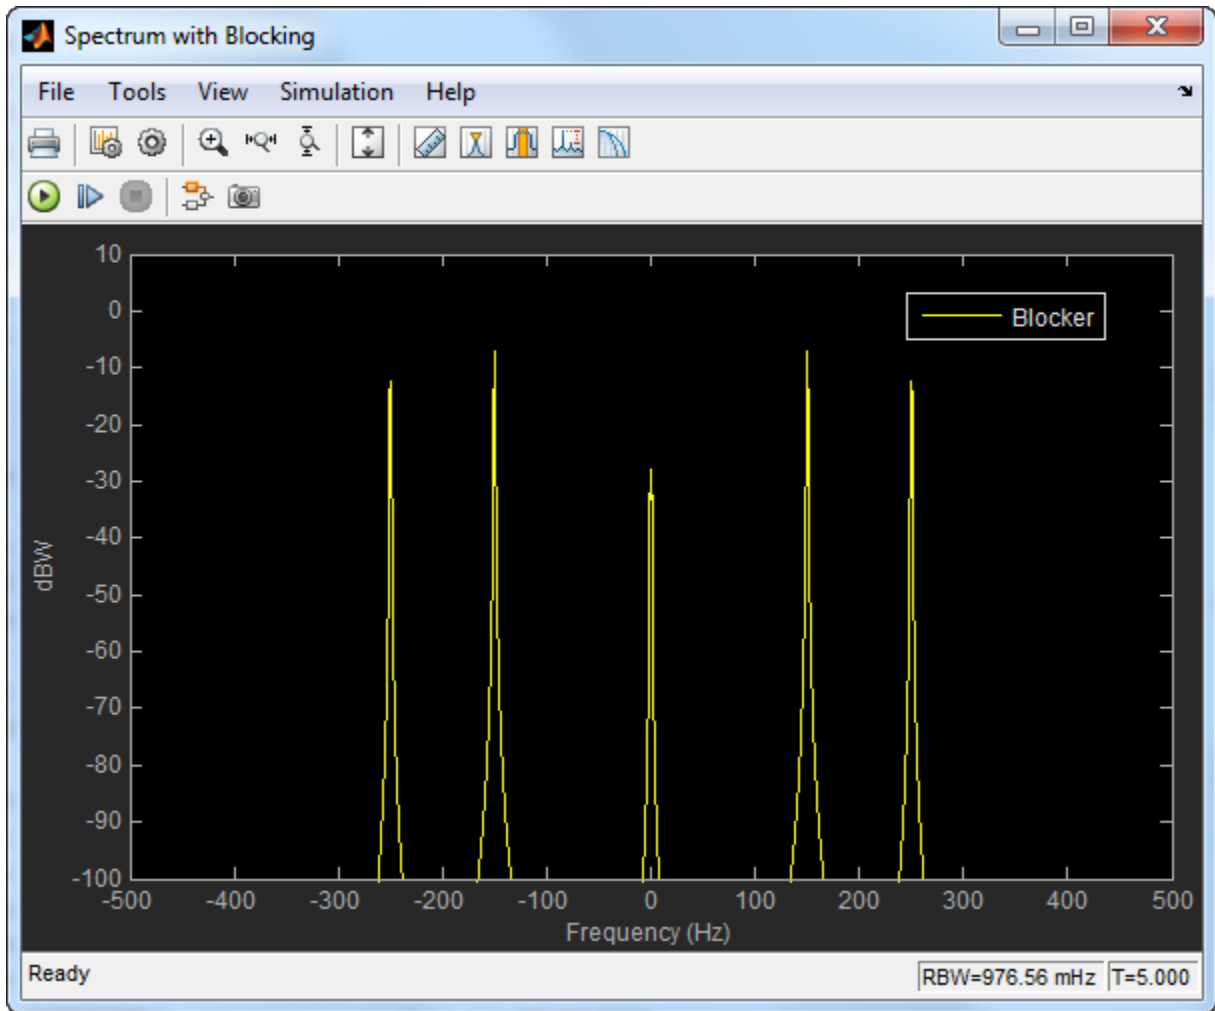 Spectrum with Blocking
File Tools View Simulation Help
10
0
-10
-20
-30
-40
-50
-60
-70
-80
-90
-100
dBW
Blocker
-500 -400 -300 -200 -100 0 100 200 300 400 500
Frequency (Hz)
Ready RBW=976.56 mHz T=5.000